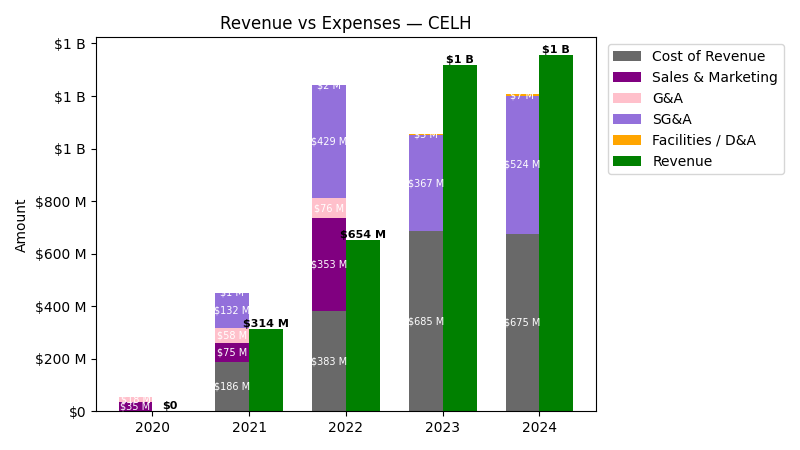 Revenue vs Expenses — CELH
$1 B
$1 B
$1 B
$800 M
$600 M
$400 M
$200 M
$0
Amount
$35 M
$0
$1 M
$132 M
$58 M
$75 M
$186 M
$314 M
$2 M
$429 M
$76 M
$353 M
$383 M
$654 M
$367 M
$685 M
$1 B
$7 M
$524 M
$675 M
$1 B
2020
2021
2022
2023
2024
Cost of Revenue
Sales & Marketing
G&A
SG&A
Facilities / D&A
Revenue